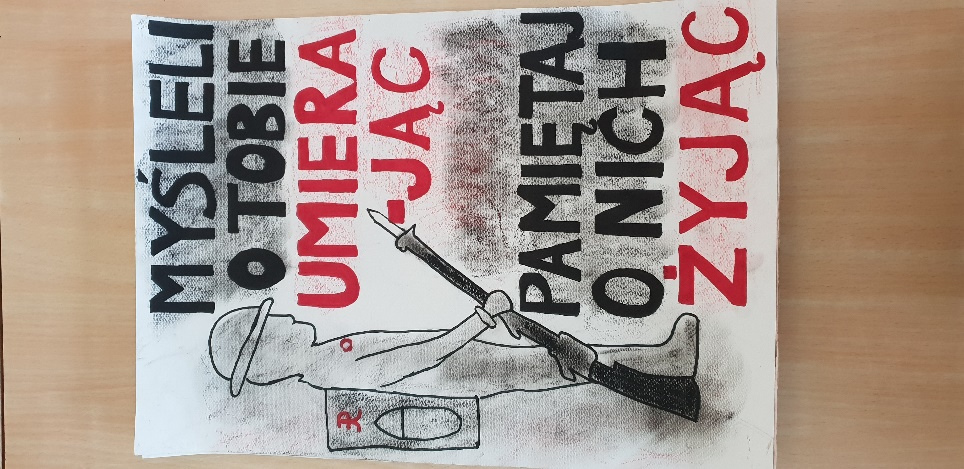 MYŚLELI
O TOBIE
UMIERA
-JĄC
PAMIĘTAJ
O NICH
ŻYJĄC